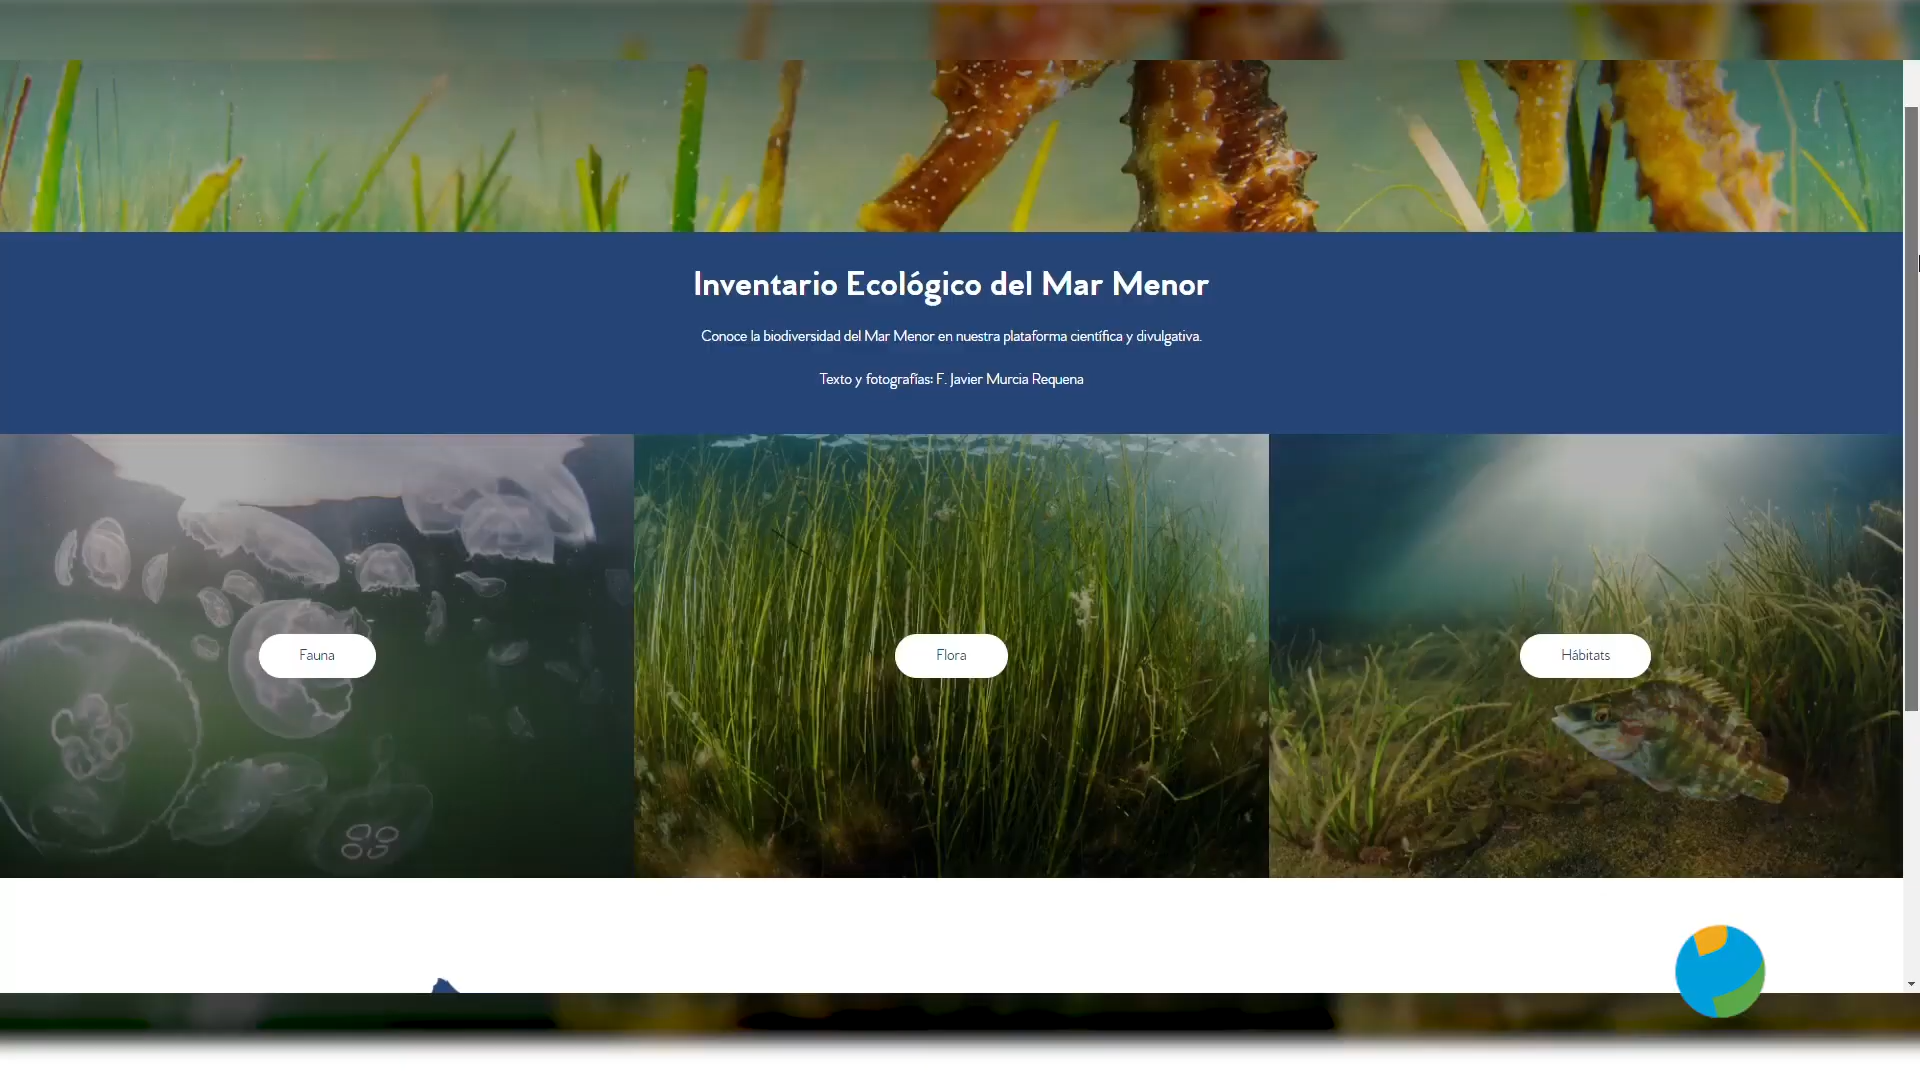 Inventario Ecológico del Mar Menor
Conoce la biodiversidad del Mar Menor en nuestra plataforma científica y divulgativa.
Texto y fotografías: F. Javier Murcia Requena
Fauna
Flora
Hábitats